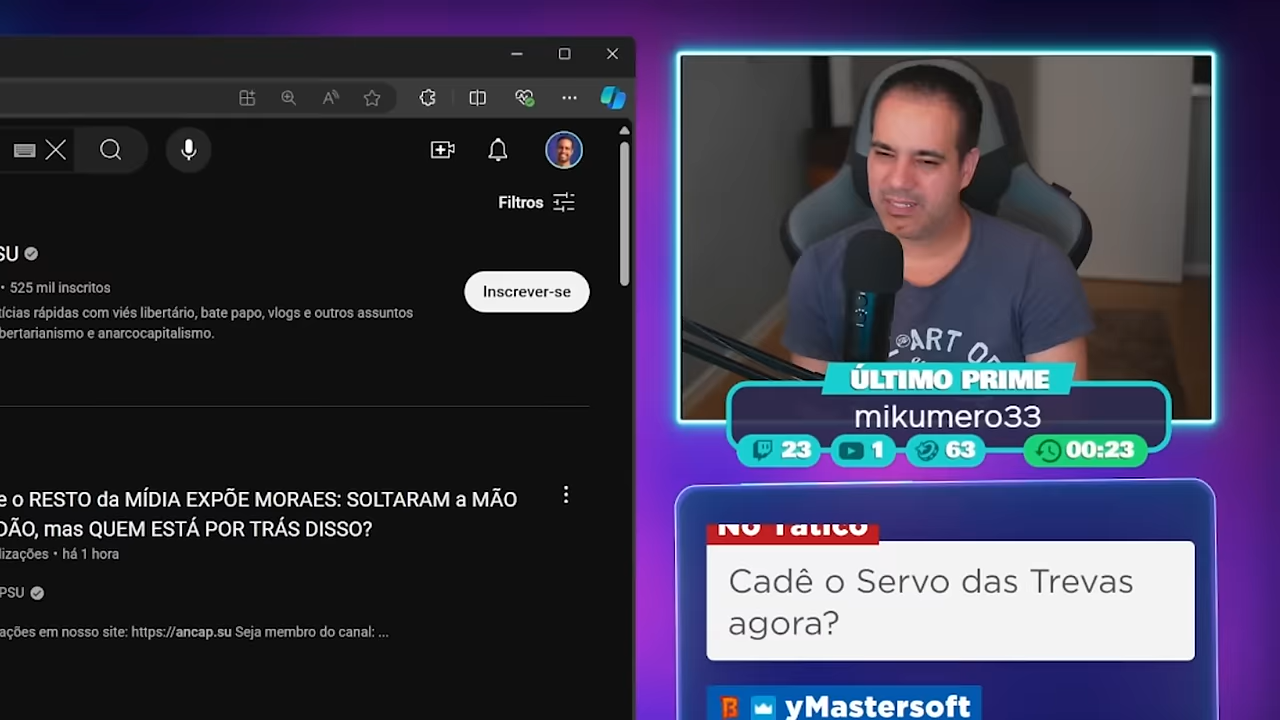 Filtros
SU
• 525 mil inscritos
Inscrever-se
tícias rápidas com viés libertário, bate papo, vlogs e outros assuntos
bertarianismo e anarcocapitalismo.
e o RESTO da MÍDIA EXPÕE MORAES: SOLTARAM a MÃO
DÃO, mas QUEM ESTÁ POR TRÁS DISSO?
lizações • há 1 hora
PSU
ações em nosso site: https://ancap.su Seja membro do canal: ...
ART OF
ÚLTIMO PRIME
mikumero33
23 1 63 00:23
No Tático
Cadê o Servo das Trevas
agora?
yMastersoft